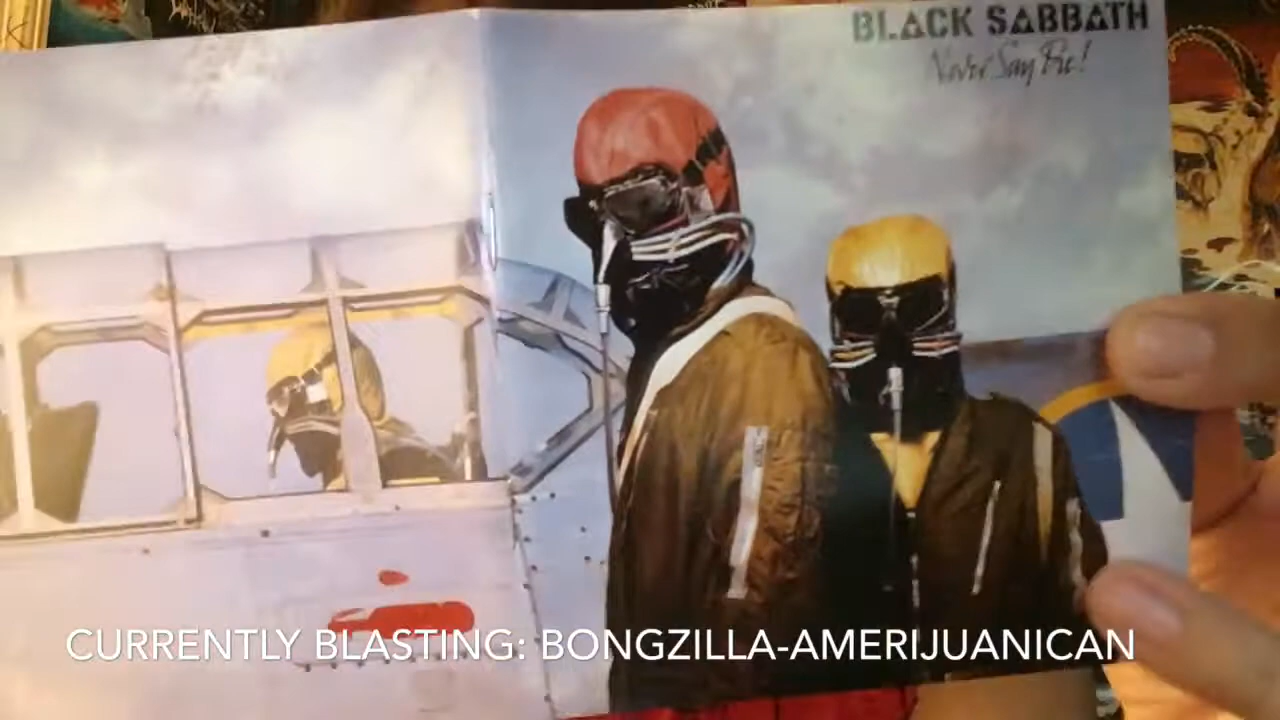 BLACK SABBATH
Never Say Die!
CURRENTLY BLASTING: BONGZILLA-AMERIJUANICAN